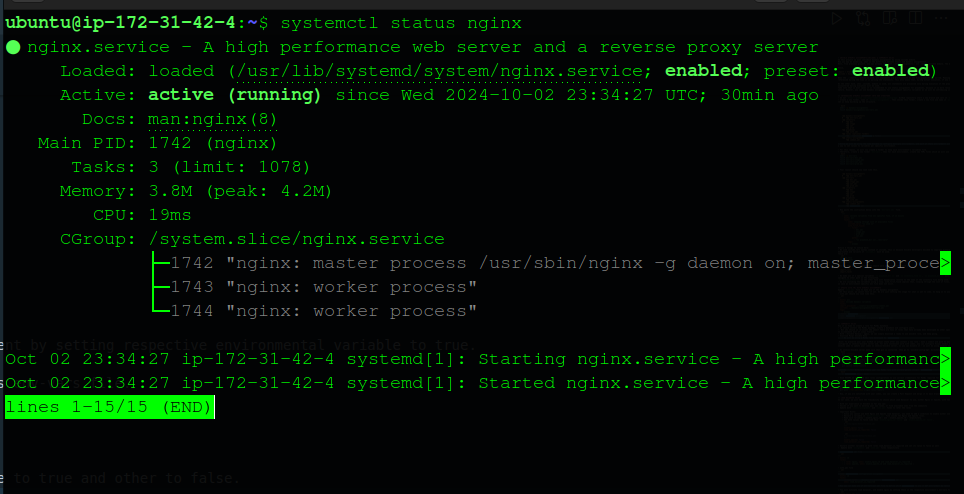 ubuntu@ip-172-31-42-4:~$ systemctl status nginx
● nginx.service - A high performance web server and a reverse proxy server
Loaded: loaded (/usr/lib/systemd/system/nginx.service; enabled; preset: enabled)
Active: active (running) since Wed 2024-10-02 23:34:27 UTC; 30min ago
Docs: man:nginx(8)
Main PID: 1742 (nginx)
Tasks: 3 (limit: 1078)
Memory: 3.8M (peak: 4.2M)
CPU: 19ms
CGroup: /system.slice/nginx.service
├─1742 "nginx: master process /usr/sbin/nginx -g daemon on; master_proce>
├─1743 "nginx: worker process"
└─1744 "nginx: worker process"
nt by setting respective environmental variable to true.
Oct 02 23:34:27 ip-172-31-42-4 systemd[1]: Starting nginx.service - A high performanc>
Oct 02 23:34:27 ip-172-31-42-4 systemd[1]: Started nginx.service - A high performance>
lines 1-15/15 (END)
e to true and other to false.